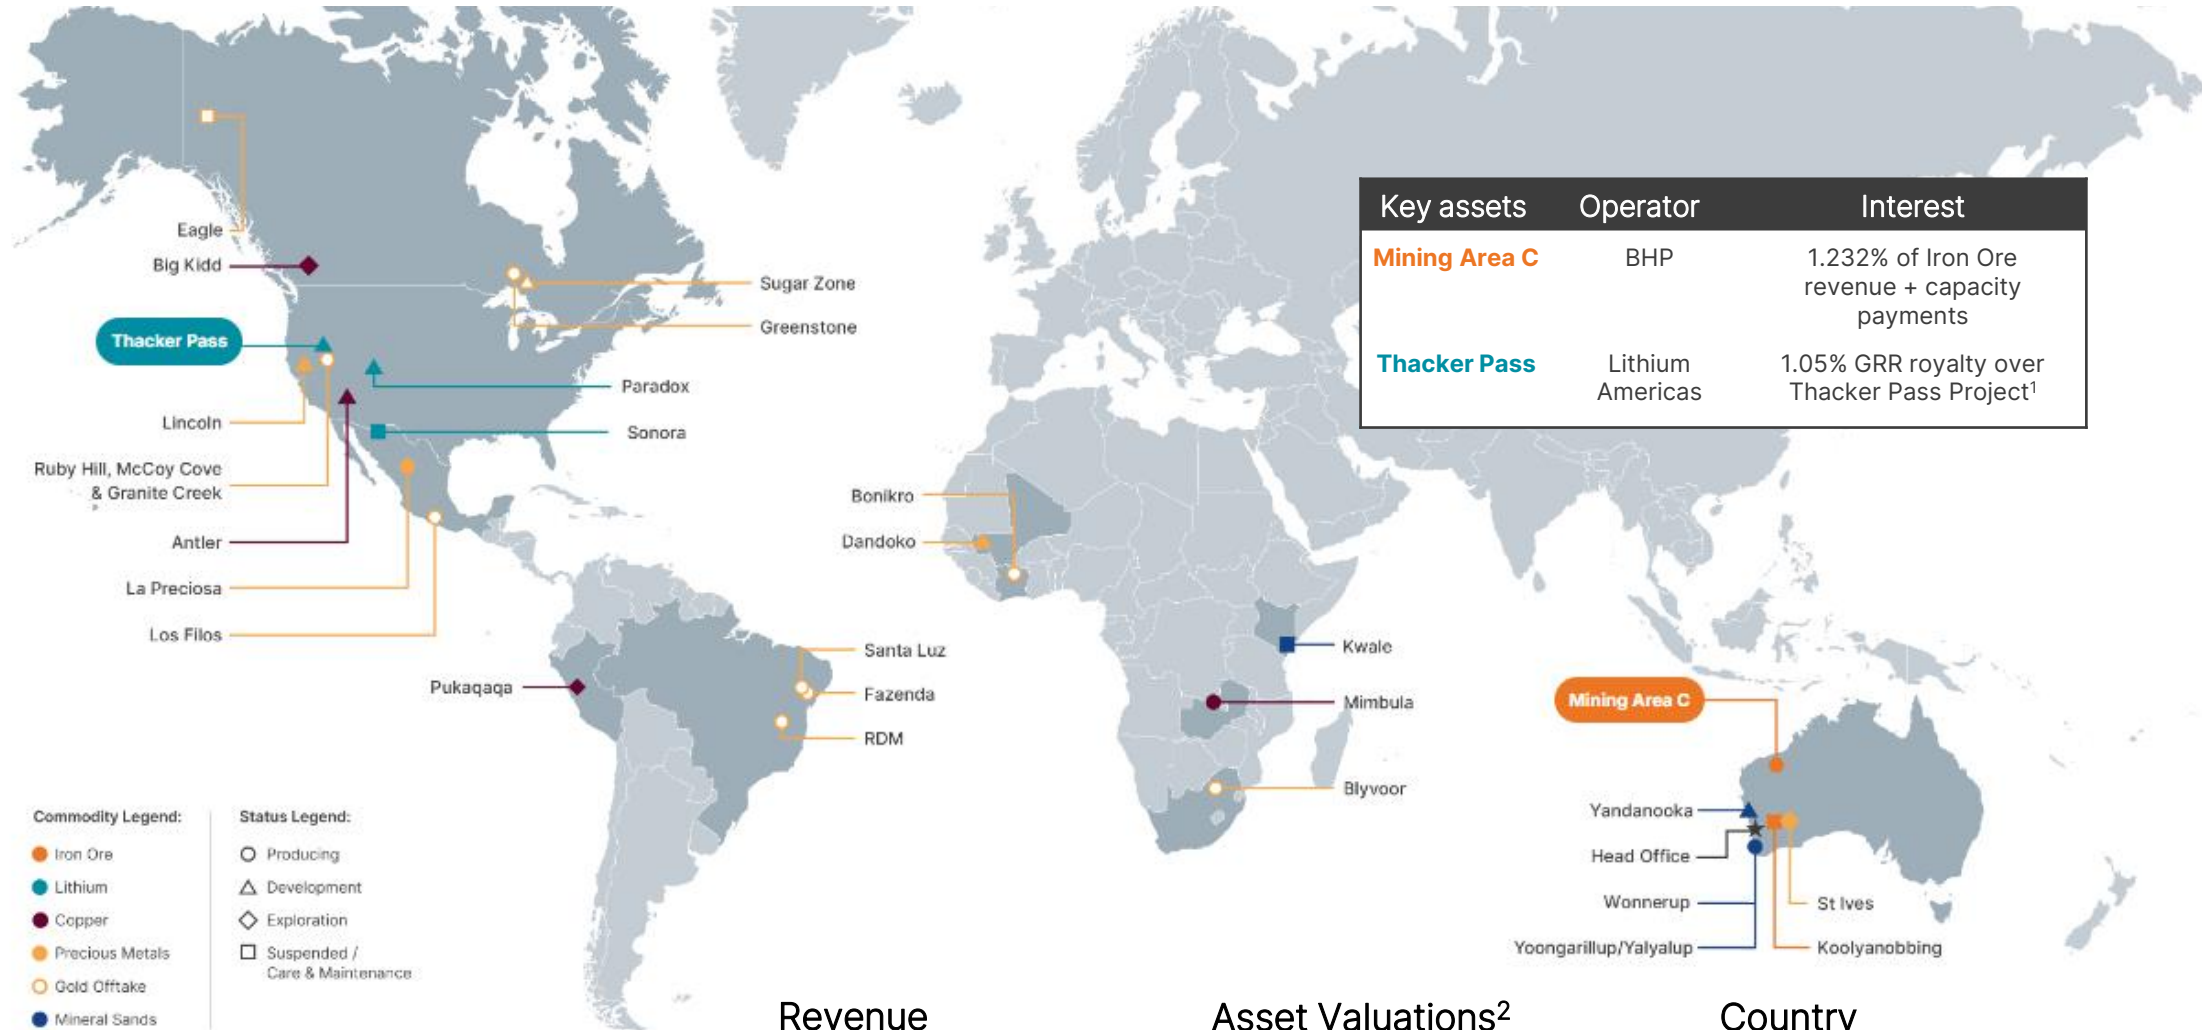 Eagle
Big Kidd
Thacker Pass
Lincoln
Ruby Hill, McCoy Cove
& Granite Creek
Antler
La Preciosa
Los Filos
Sugar Zone
Greenstone
Paradox
Sonora
Pukaqaqa
Santa Luz
Fazenda
RDM
Bonikro
Dandoko
Kwale
Mimbula
Blyvoor
Key assets Operator Interest
Mining Area C BHP 1.232% of Iron Ore
revenue + capacity
payments
Thacker Pass Lithium 1.05% GRR royalty over
Americas Thacker Pass Project¹
Mining Area C
Yandanooka
Head Office
Wonnerup
Yoongarillup/Yalyalup
St Ives
Koolyanobbing
Commodity Legend:
Iron Ore
Lithium
Copper
Precious Metals
Gold Offtake
Mineral Sands
Status Legend:
Producing
Development
Exploration
Suspended /
Care & Maintenance
Revenue
Asset Valuations²
Country